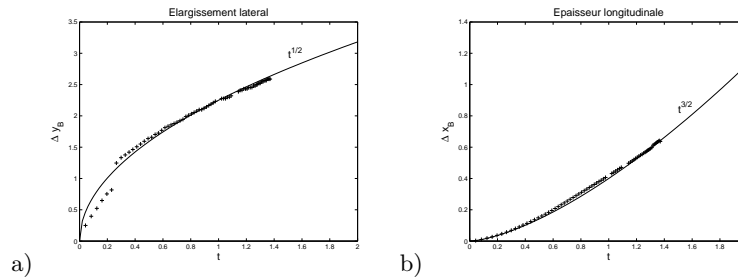 Elargissement lateral
3.5
3
2.5
2
1.5
1
0.5
0
0 0.2 0.4 0.6 0.8 1 1.2 1.4 1.6 1.8 2
t
Δ y_B
t^{1/2}
a)
Epaisseur longitudinale
1.4
1.2
1
0.8
0.6
0.4
0.2
0
0 0.2 0.4 0.6 0.8 1 1.2 1.4 1.6 1.8
t
Δ x_B
t^{3/2}
b)